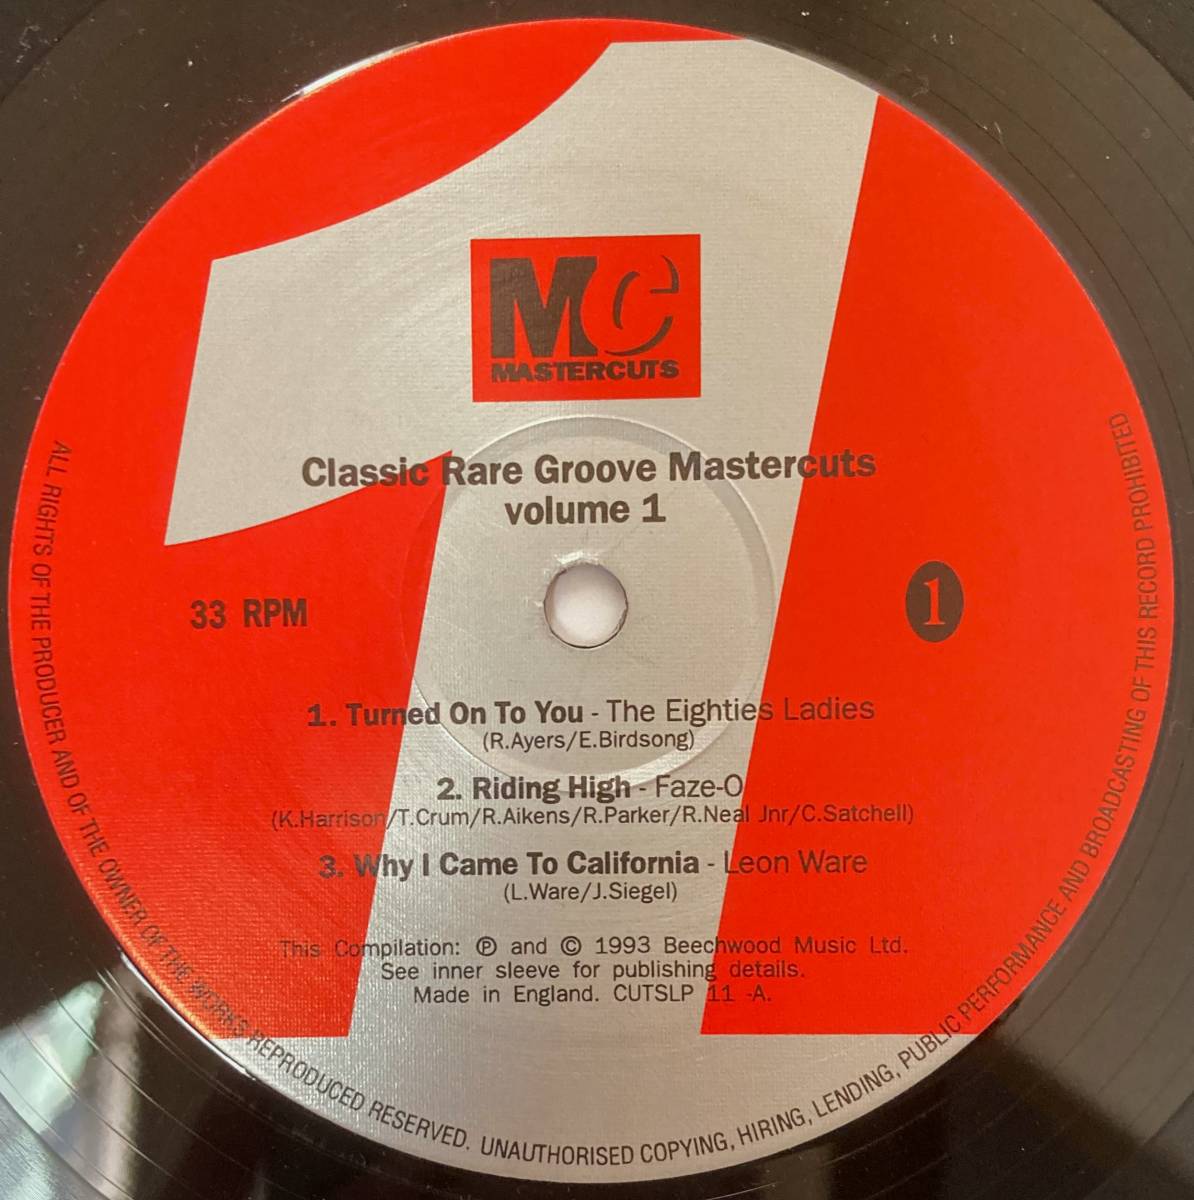 MC
MASTERCUTS
Classic Rare Groove Mastercuts
volume 1
33 RPM
1
1. Turned On To You - The Eighties Ladies
(R.Ayers/E.Birdsong)
2. Riding High - Faze-O
(K.Harrison/T.Crum/R.Aikens/R.Parker/R.Neal Jnr/C.Satchell)
3. Why I Came To California - Leon Ware
(L.Ware/J.Siegel)
This Compilation: ℗ and © 1993 Beechwood Music Ltd.
See inner sleeve for publishing details.
Made in England. CUTSLP 11 -A.
ALL RIGHTS OF THE PRODUCER AND OF THE OWNER OF THE WORKS REPRODUCED RESERVED. UNAUTHORISED COPYING, HIRING, LENDING, PUBLIC PERFORMANCE AND BROADCASTING OF THIS RECORD PROHIBITED
1